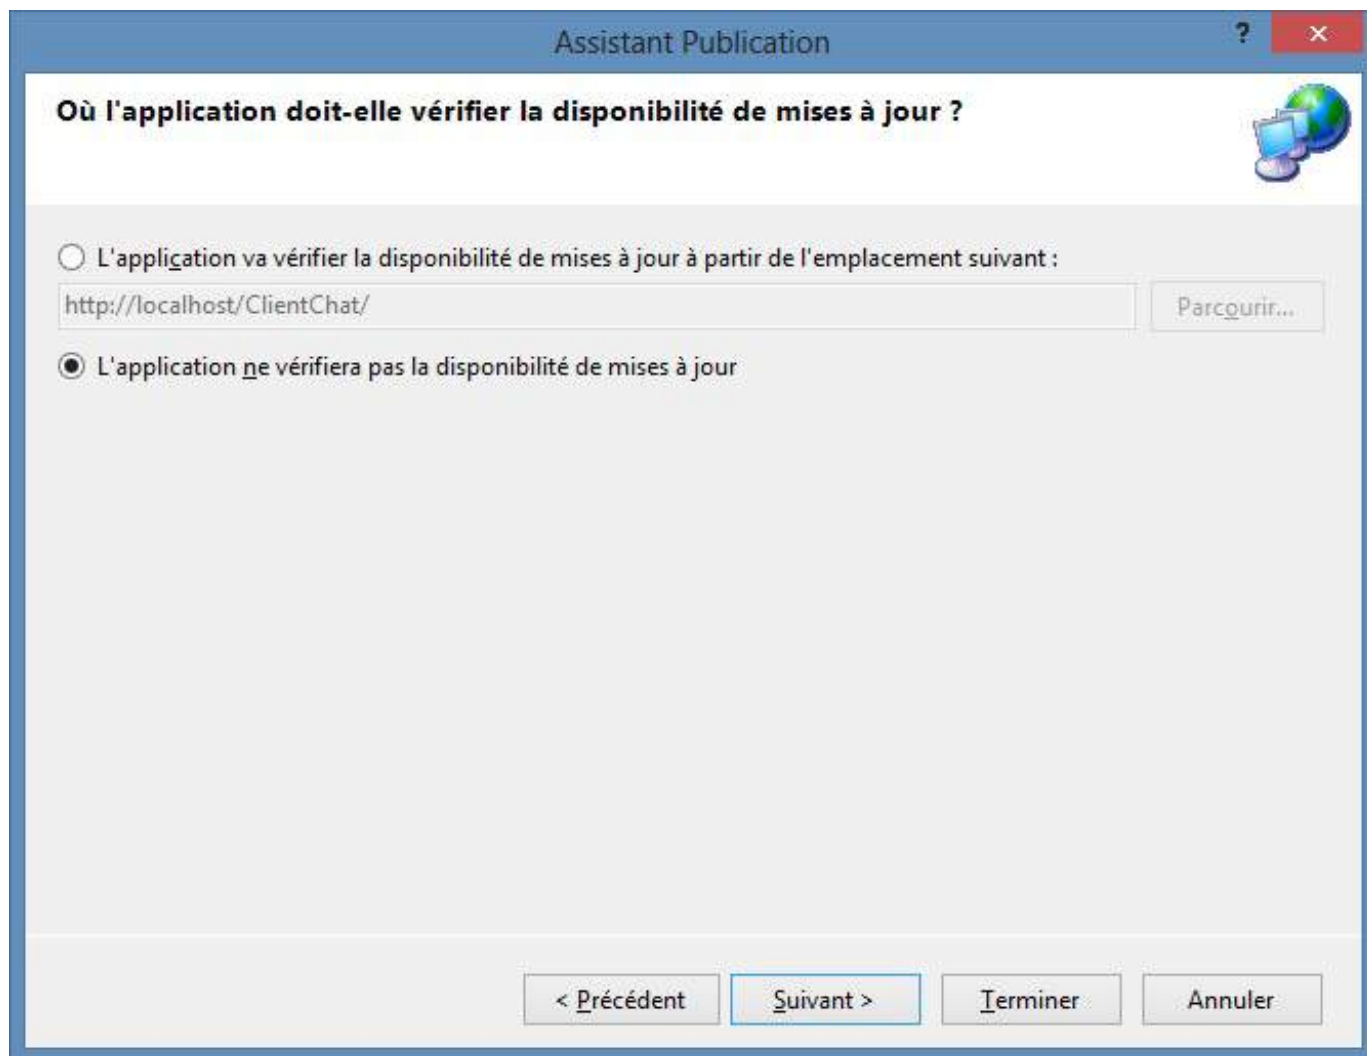 Assistant Publication
?
Où l'application doit-elle vérifier la disponibilité de mises à jour ?
L'application va vérifier la disponibilité de mises à jour à partir de l'emplacement suivant :
http://localhost/ClientChat/
Parcourir...
L'application ne vérifiera pas la disponibilité de mises à jour
< Précédent
Suivant >
Terminer
Annuler